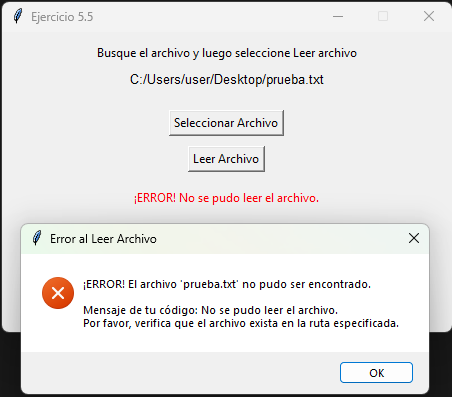 Ejercicio 5.5
Busque el archivo y luego seleccione Leer archivo
C:/Users/user/Desktop/prueba.txt
Seleccionar Archivo
Leer Archivo
¡ERROR! No se pudo leer el archivo.
Error al Leer Archivo
¡ERROR! El archivo 'prueba.txt' no pudo ser encontrado.
Mensaje de tu código: No se pudo leer el archivo.
Por favor, verifica que el archivo exista en la ruta especificada.
OK